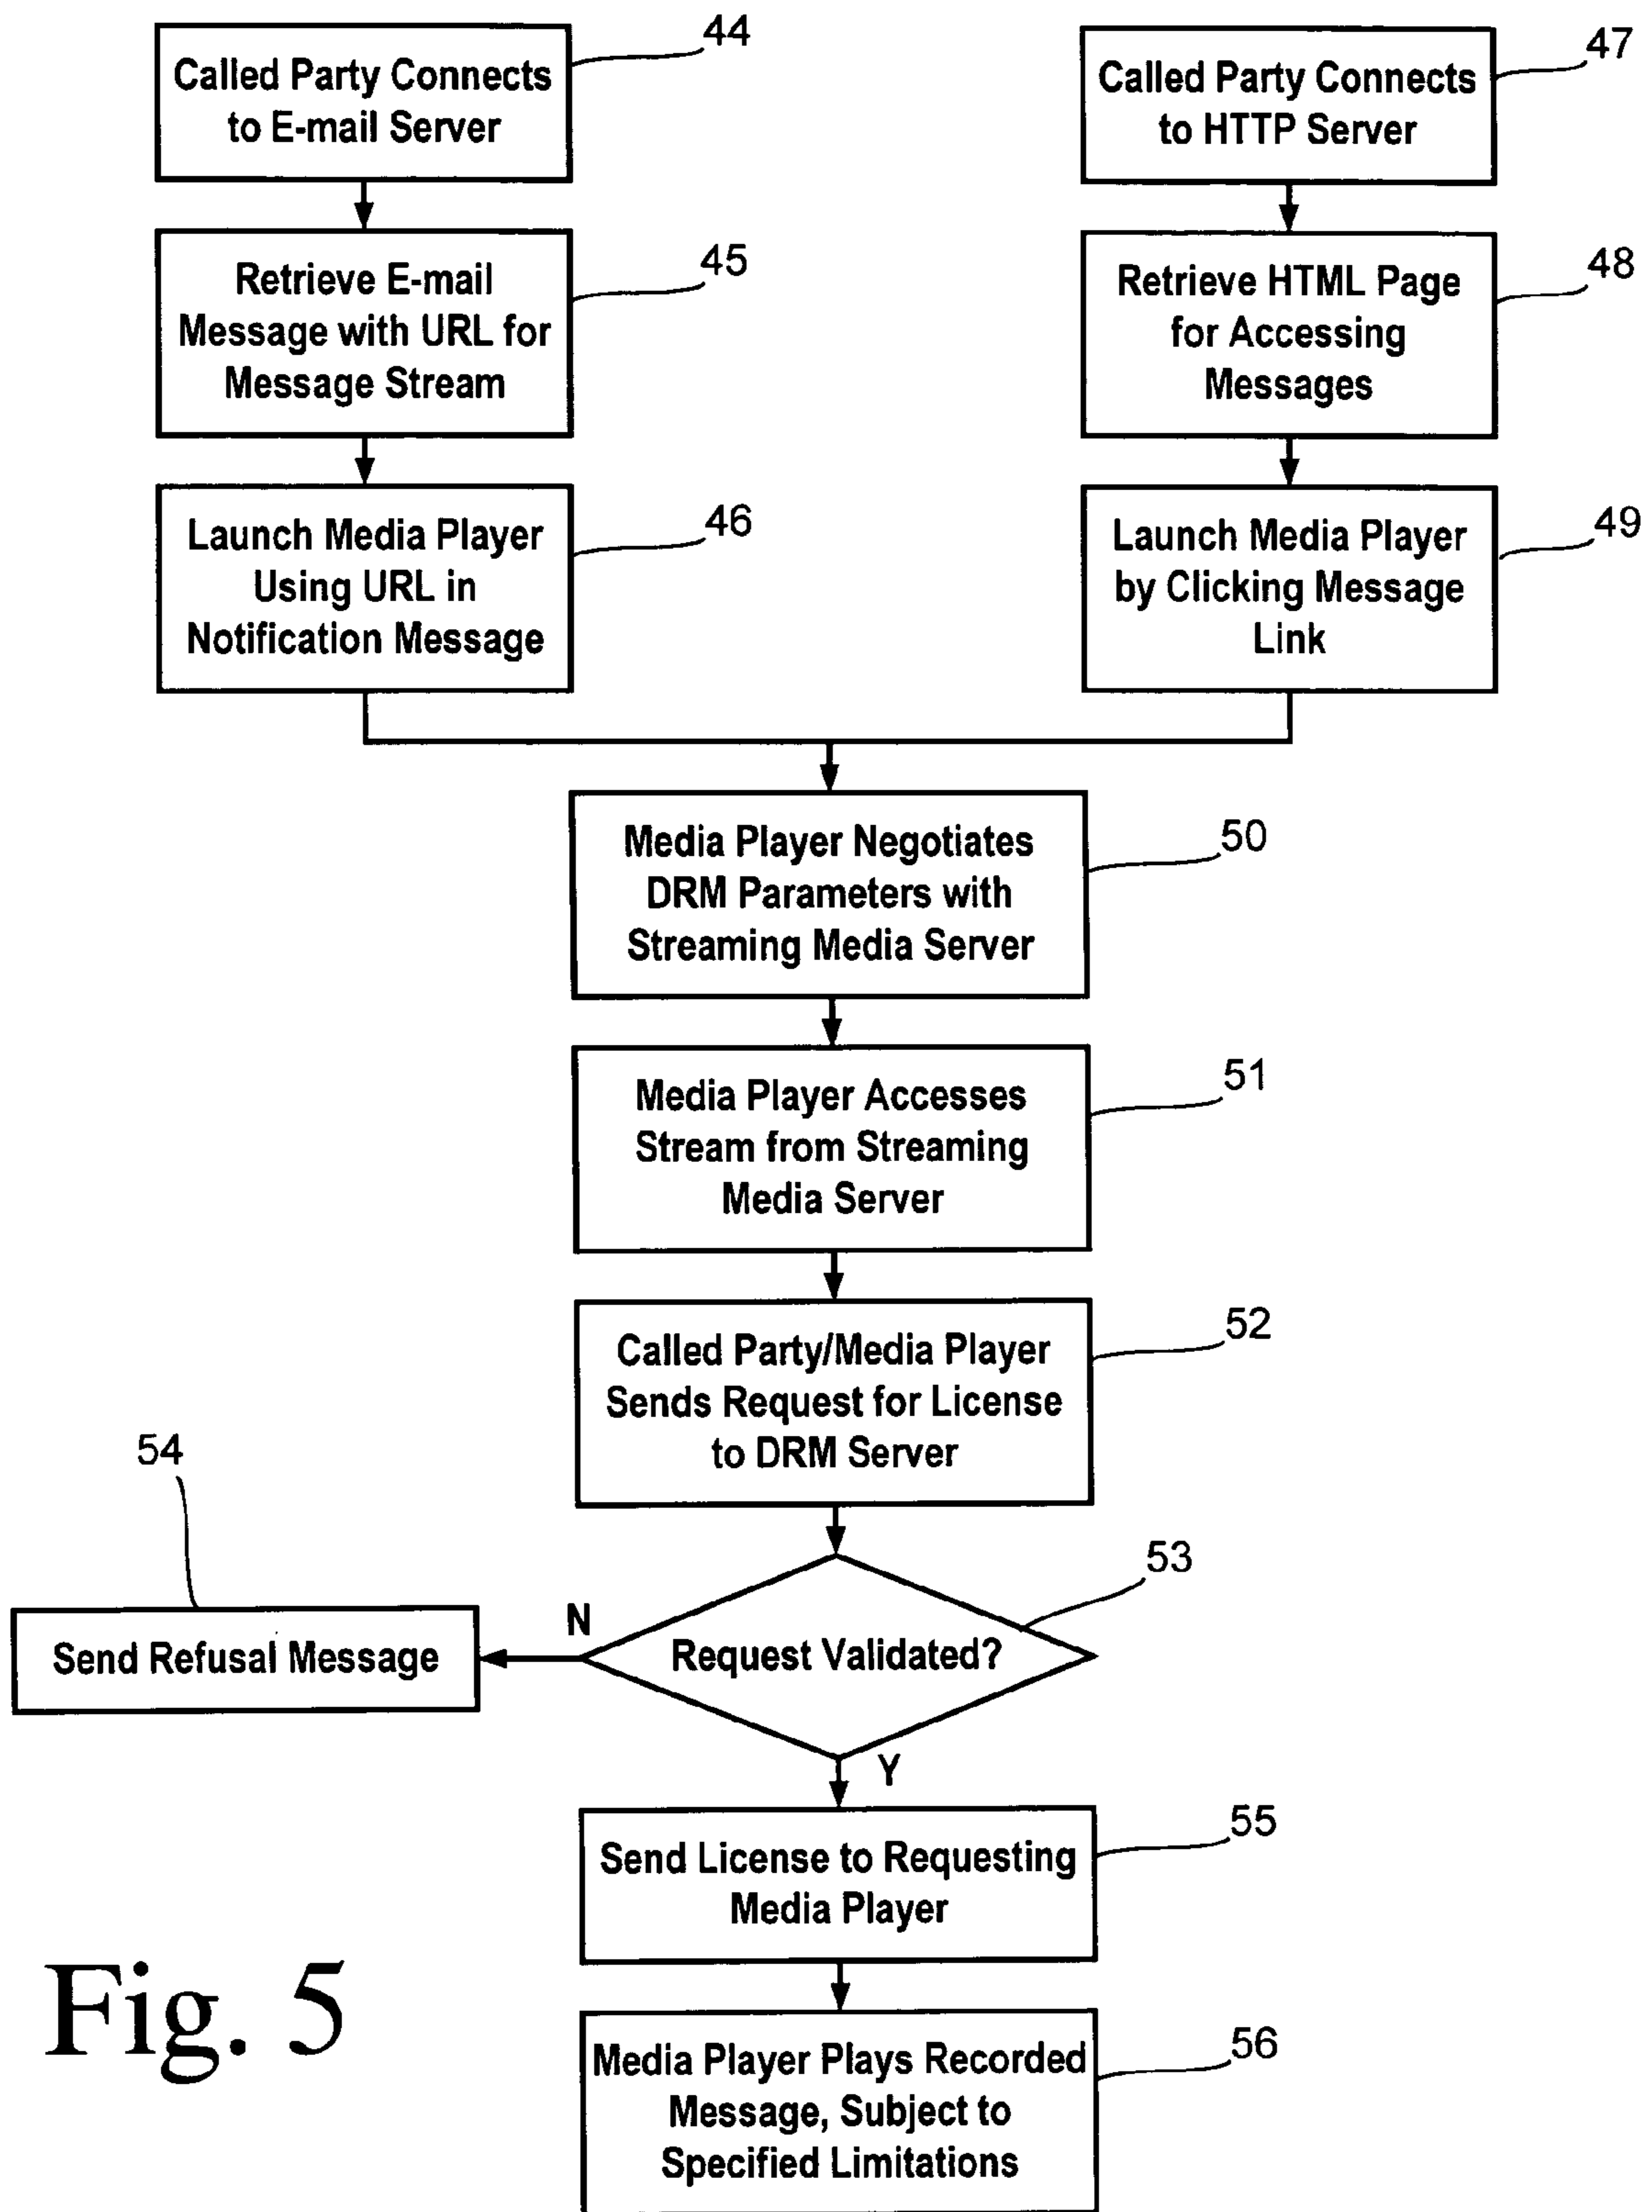 44
Called Party Connects
to E-mail Server
45
Retrieve E-mail
Message with URL for
Message Stream
46
Launch Media Player
Using URL in
Notification Message
47
Called Party Connects
to HTTP Server
48
Retrieve HTML Page
for Accessing
Messages
49
Launch Media Player
by Clicking Message
Link
50
Media Player Negotiates
DRM Parameters with
Streaming Media Server
51
Media Player Accesses
Stream from Streaming
Media Server
52
Called Party/Media Player
Sends Request for License
to DRM Server
53
Request Validated?
N
54
Send Refusal Message
Y
55
Send License to Requesting
Media Player
56
Media Player Plays Recorded
Message, Subject to
Specified Limitations
Fig. 5